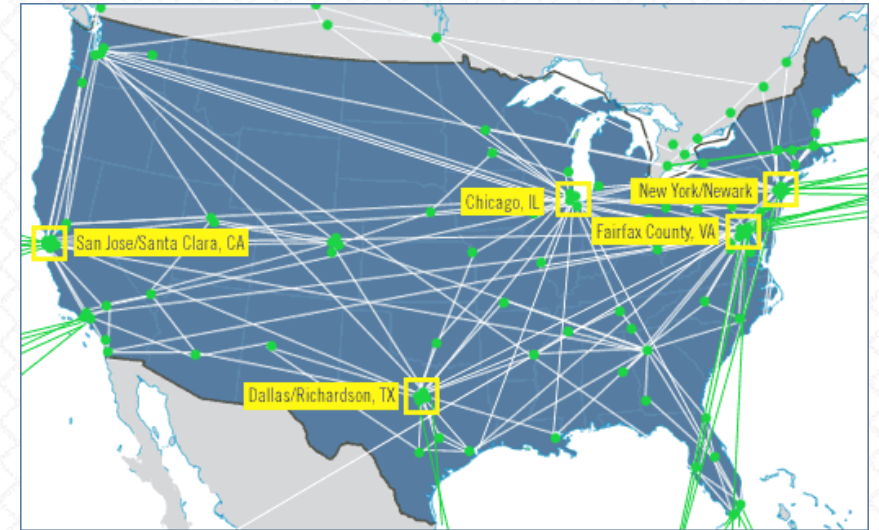 New York/Newark
Chicago, IL
Fairfax County, VA
San Jose/Santa Clara, CA
Dallas/Richardson, TX